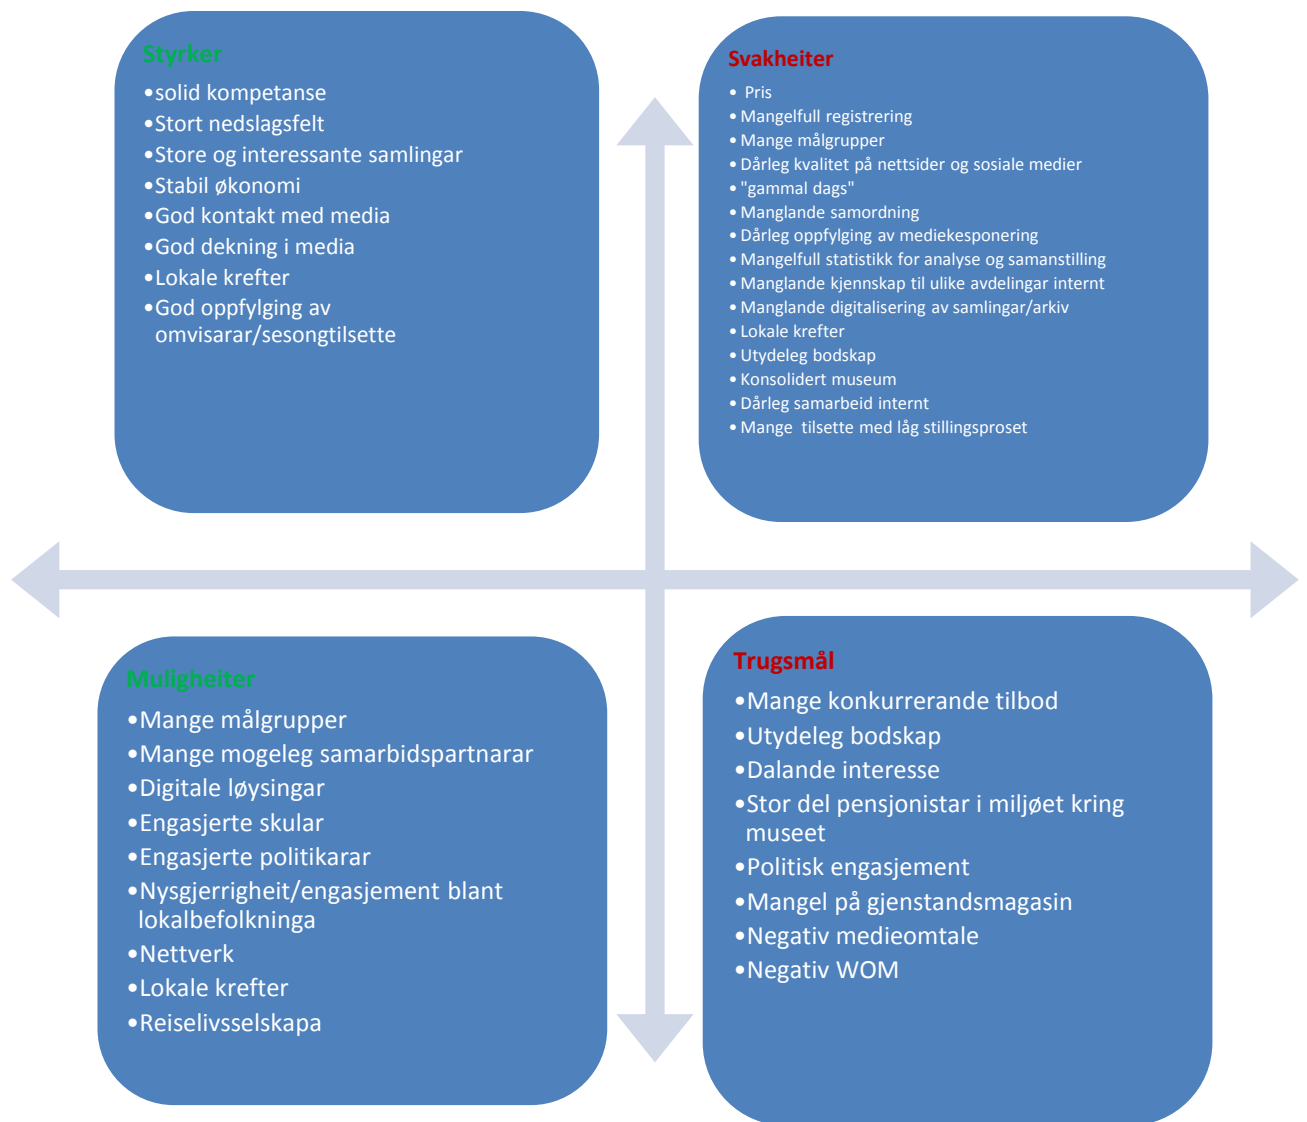 Styrker
•solid kompetanse
•Stort nedslagsfelt
•Store og interessante samlingar
•Stabil økonomi
•God kontakt med media
•God dekning i media
•Lokale krefter
•God oppfylging av
omvisarar/sesongtilsette
Svakheiter
• Pris
• Mangelfull registrering
• Mange målgrupper
• Dårleg kvalitet på nettsider og sosiale medier
• "gammal dags"
• Manglande samordning
• Dårleg oppfylging av mediekesponering
• Mangelfull statistikk for analyse og samanstilling
• Manglande kjennskap til ulike avdelingar internt
• Manglande digitalisering av samlingar/arkiv
• Lokale krefter
• Utydeleg bodskap
• Konsolidert museum
• Dårleg samarbeid internt
• Mange tilsette med låg stillingsproset
Muligheiter
•Mange målgrupper
•Mange mogeleg samarbidspartnarar
•Digitale løysingar
•Engasjerte skular
•Engasjerte politikarar
•Nysgjerrigheit/engasjement blant
lokalbefolkninga
•Nettverk
•Lokale krefter
•Reiselivsselskapa
Trugsmål
•Mange konkurrerande tilbod
•Utydeleg bodskap
•Dalande interesse
•Stor del pensjonistar i miljøet kring
museet
•Politisk engasjement
•Mangel på gjenstandsmagasin
•Negativ medieomtale
•Negativ WOM